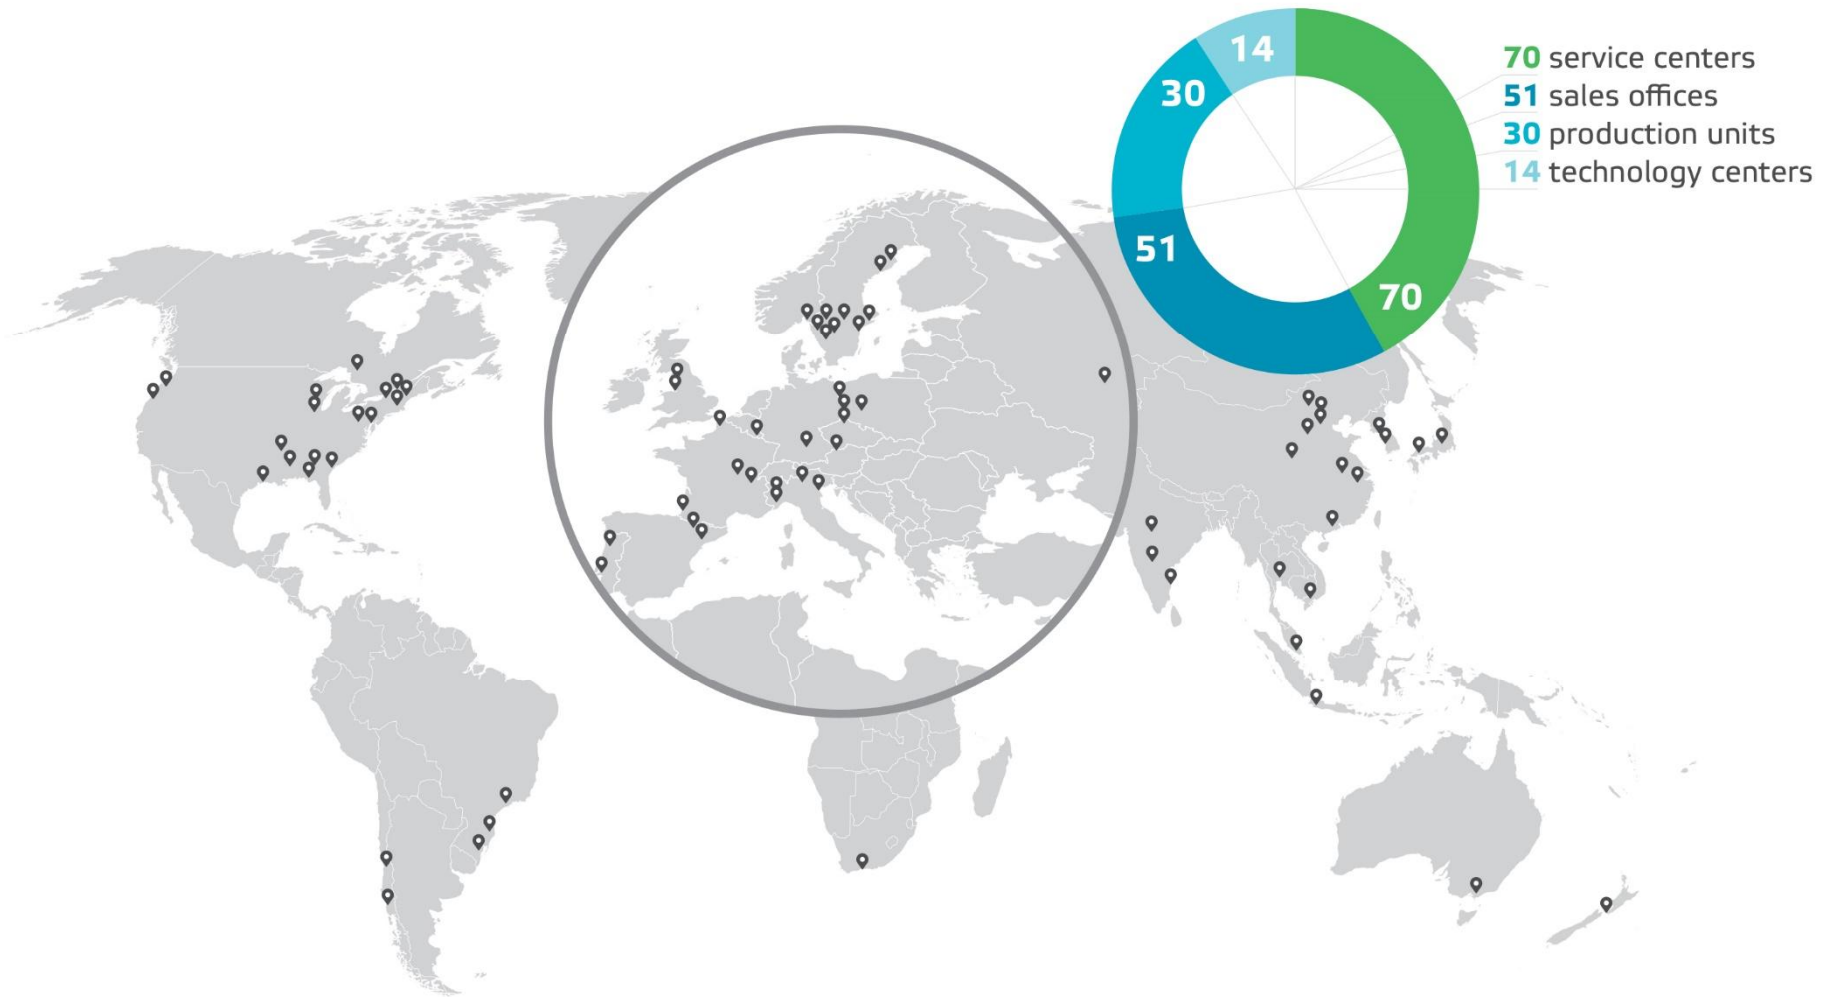 14
30
51
70
70 service centers
51 sales offices
30 production units
14 technology centers